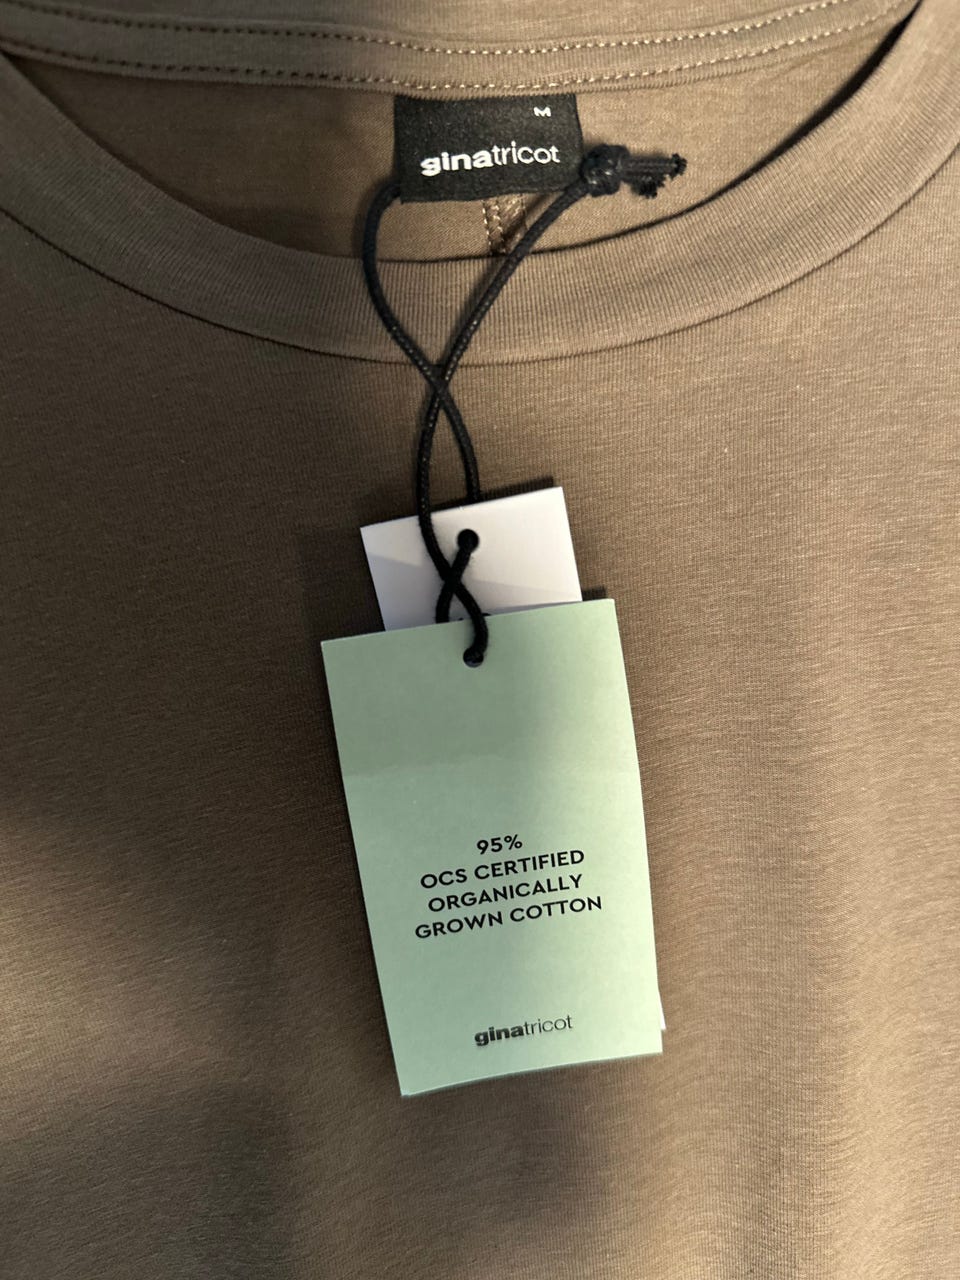 M
ginatricot
95%
OCS CERTIFIED
ORGANICALLY
GROWN COTTON
ginatricot